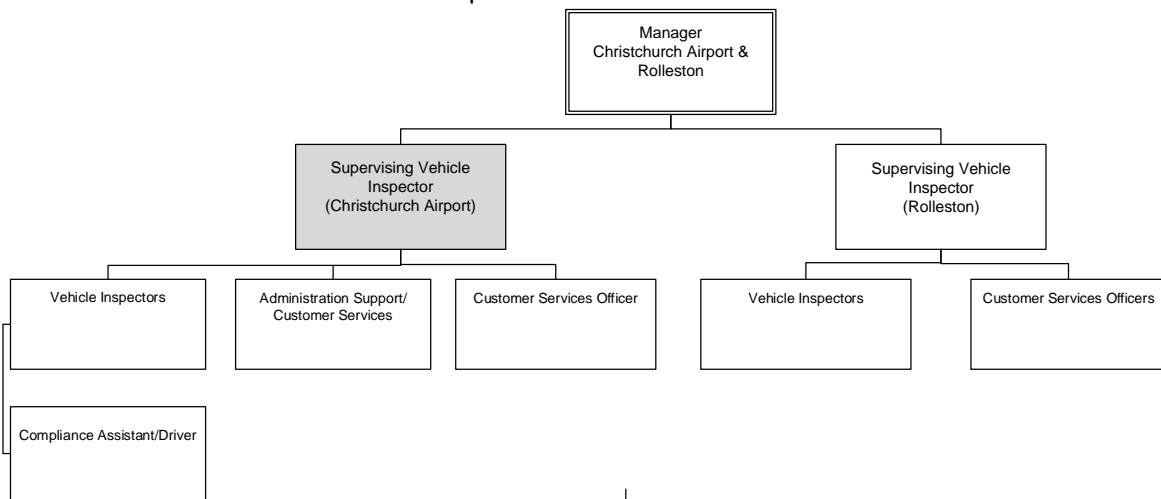 Manager
Christchurch Airport &
Rolleston
Supervising Vehicle
Inspector
(Christchurch Airport)
Supervising Vehicle
Inspector
(Rolleston)
Vehicle Inspectors
Administration Support/
Customer Services
Customer Services Officer
Vehicle Inspectors
Customer Services Officers
Compliance Assistant/Driver